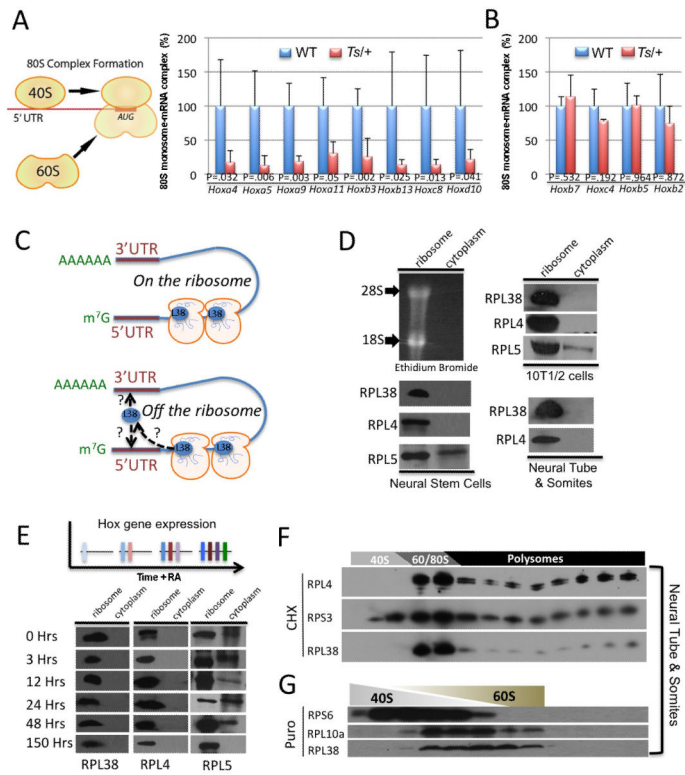 A
80S Complex Formation
40S
5' UTR
AUG
60S
80S monosome-mRNA complex (%)
200
150
100
50
0
WT
Ts/+
P=.032 P=.006 P=.003 P=.05 P=.002 P=.025 P=.013 P=.041
Hoxa4 Hoxa5 Hoxa9 Hoxa11 Hoxb3 Hoxb13 Hoxc8 Hoxd10
B
80S monosome-mRNA complex (%)
200
150
100
50
0
WT
Ts/+
P=.532 P=.192 P=.964 P=.872
Hoxb7 Hoxc4 Hoxb5 Hoxb2
C
3'UTR
AAAAAA
On the ribosome
L38 L38
m7G
5'UTR
3'UTR
AAAAAA
?
L38
Off the ribosome
? ?
L38 L38
m7G
5'UTR
D
ribosome cytoplasm
28S
18S
Ethidium Bromide
RPL38
RPL4
RPL5
Neural Stem Cells
ribosome cytoplasm
RPL38
RPL4
RPL5
10T1/2 cells
RPL38
RPL4
Neural Tube
& Somites
E
Hox gene expression
Time +RA
ribosome cytoplasm ribosome cytoplasm ribosome cytoplasm
0 Hrs
3 Hrs
12 Hrs
24 Hrs
48 Hrs
150 Hrs
RPL38 RPL4 RPL5
F
40S 60/80S Polysomes
CHX
RPL4
RPS3
RPL38
G
40S 60S
Puro
RPS6
RPL10a
RPL38
Neural Tube & Somites